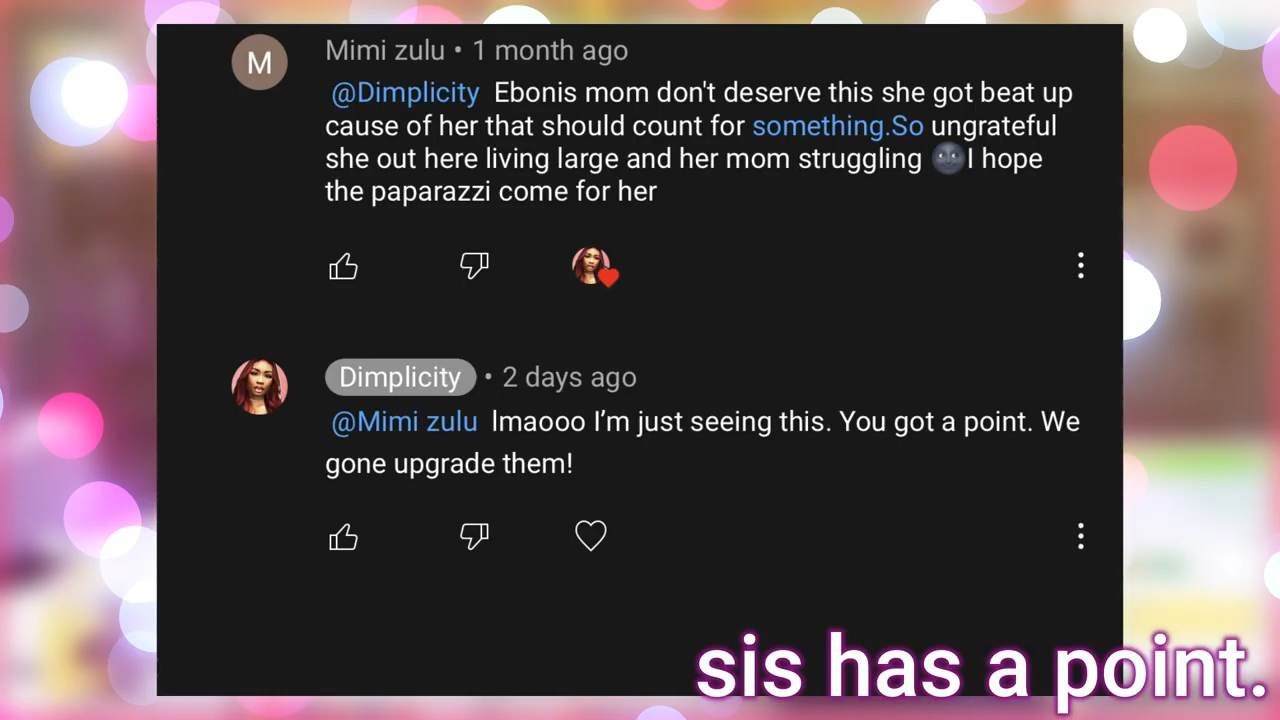 M
Mimi zulu • 1 month ago
@Dimplicity Ebonis mom don't deserve this she got beat up
cause of her that should count for something.So ungrateful
she out here living large and her mom struggling 🌚I hope
the paparazzi come for her
Dimplicity • 2 days ago
@Mimi zulu lmaooo I’m just seeing this. You got a point. We
gone upgrade them!
sis has a point.